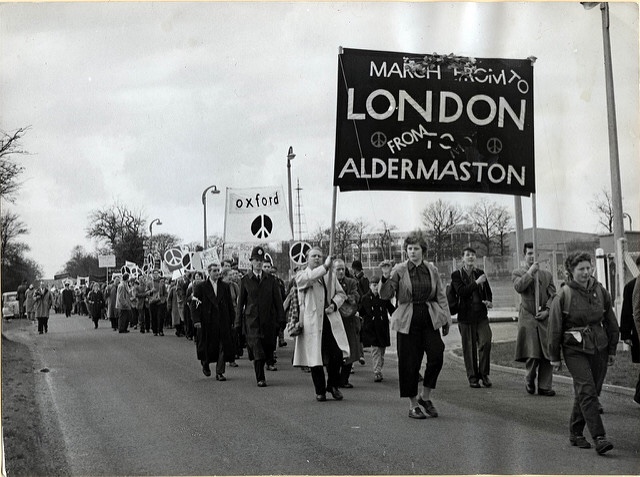 MARCH FROM TO
LONDON
FROM TO
ALDERMASTON
oxford